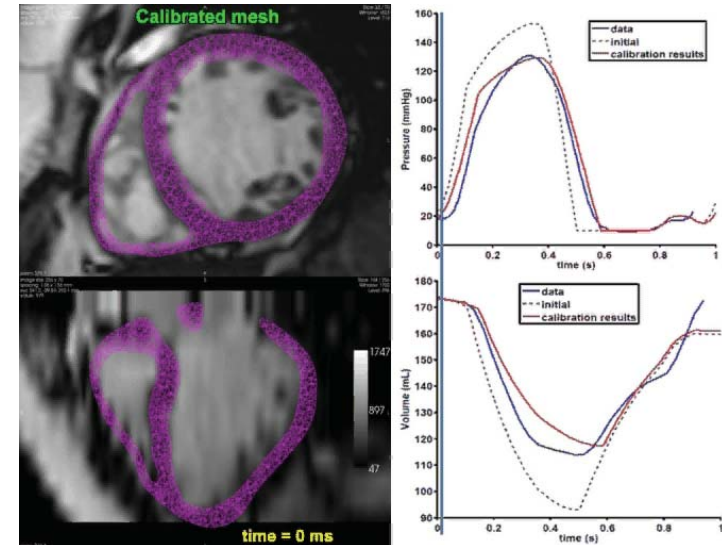 Calibrated mesh
data
initial
calibration results
Pressure (mmHg)
160
140
120
100
80
60
40
20
0
0
0.2
0.4
0.6
0.8
1
time (s)
1747
897
47
time = 0 ms
data
initial
calibration results
Volume (mL)
180
170
160
150
140
130
120
110
100
90
0
0.2
0.4
0.6
0.8
1
time (s)